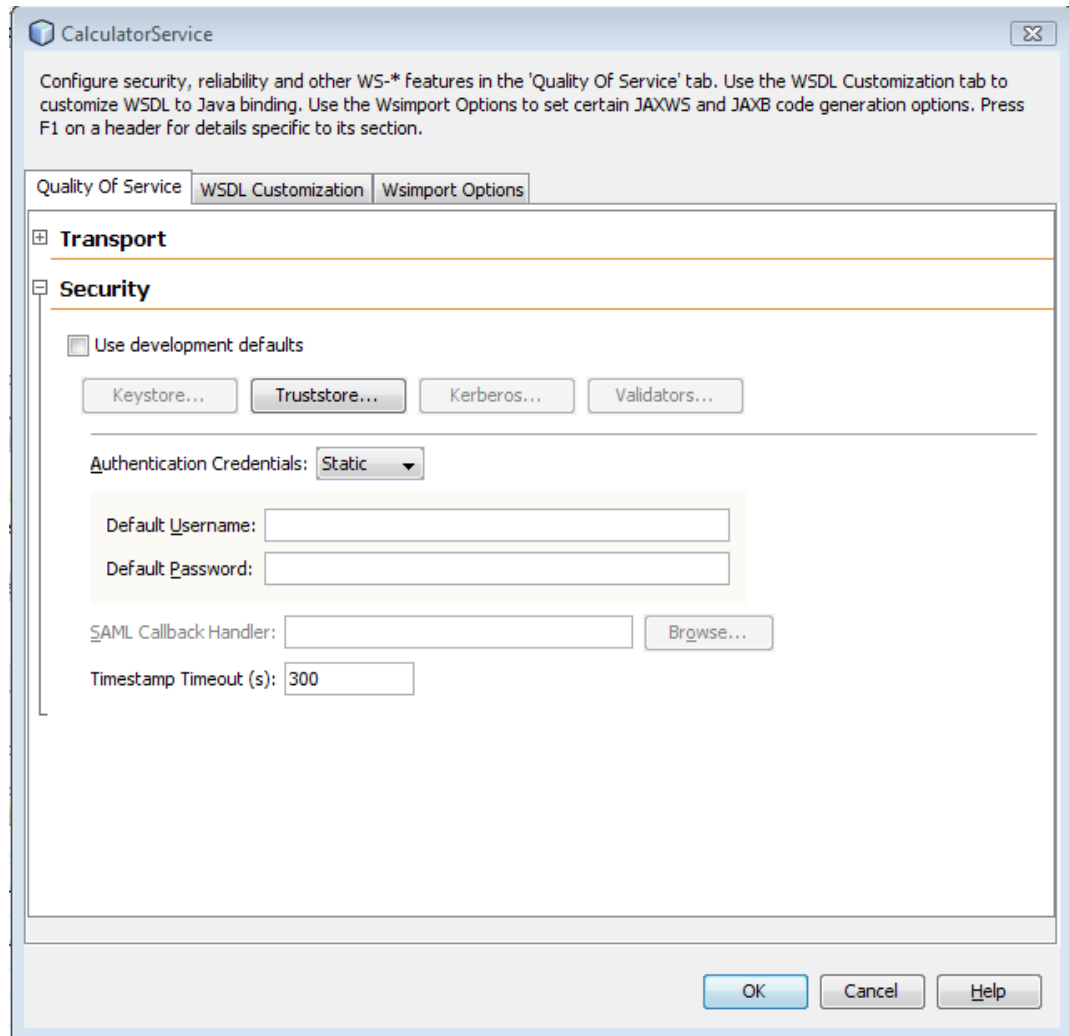 CalculatorService
Configure security, reliability and other WS-* features in the 'Quality Of Service' tab. Use the WSDL Customization tab to
customize WSDL to Java binding. Use the Wsimport Options to set certain JAXWS and JAXB code generation options. Press
F1 on a header for details specific to its section.
Quality Of Service WSDL Customization Wsimport Options
Transport
Security
Use development defaults
Keystore... Truststore... Kerberos... Validators...
Authentication Credentials: Static
Default Username:
Default Password:
SAML Callback Handler: Browse...
Timestamp Timeout (s): 300
OK Cancel Help